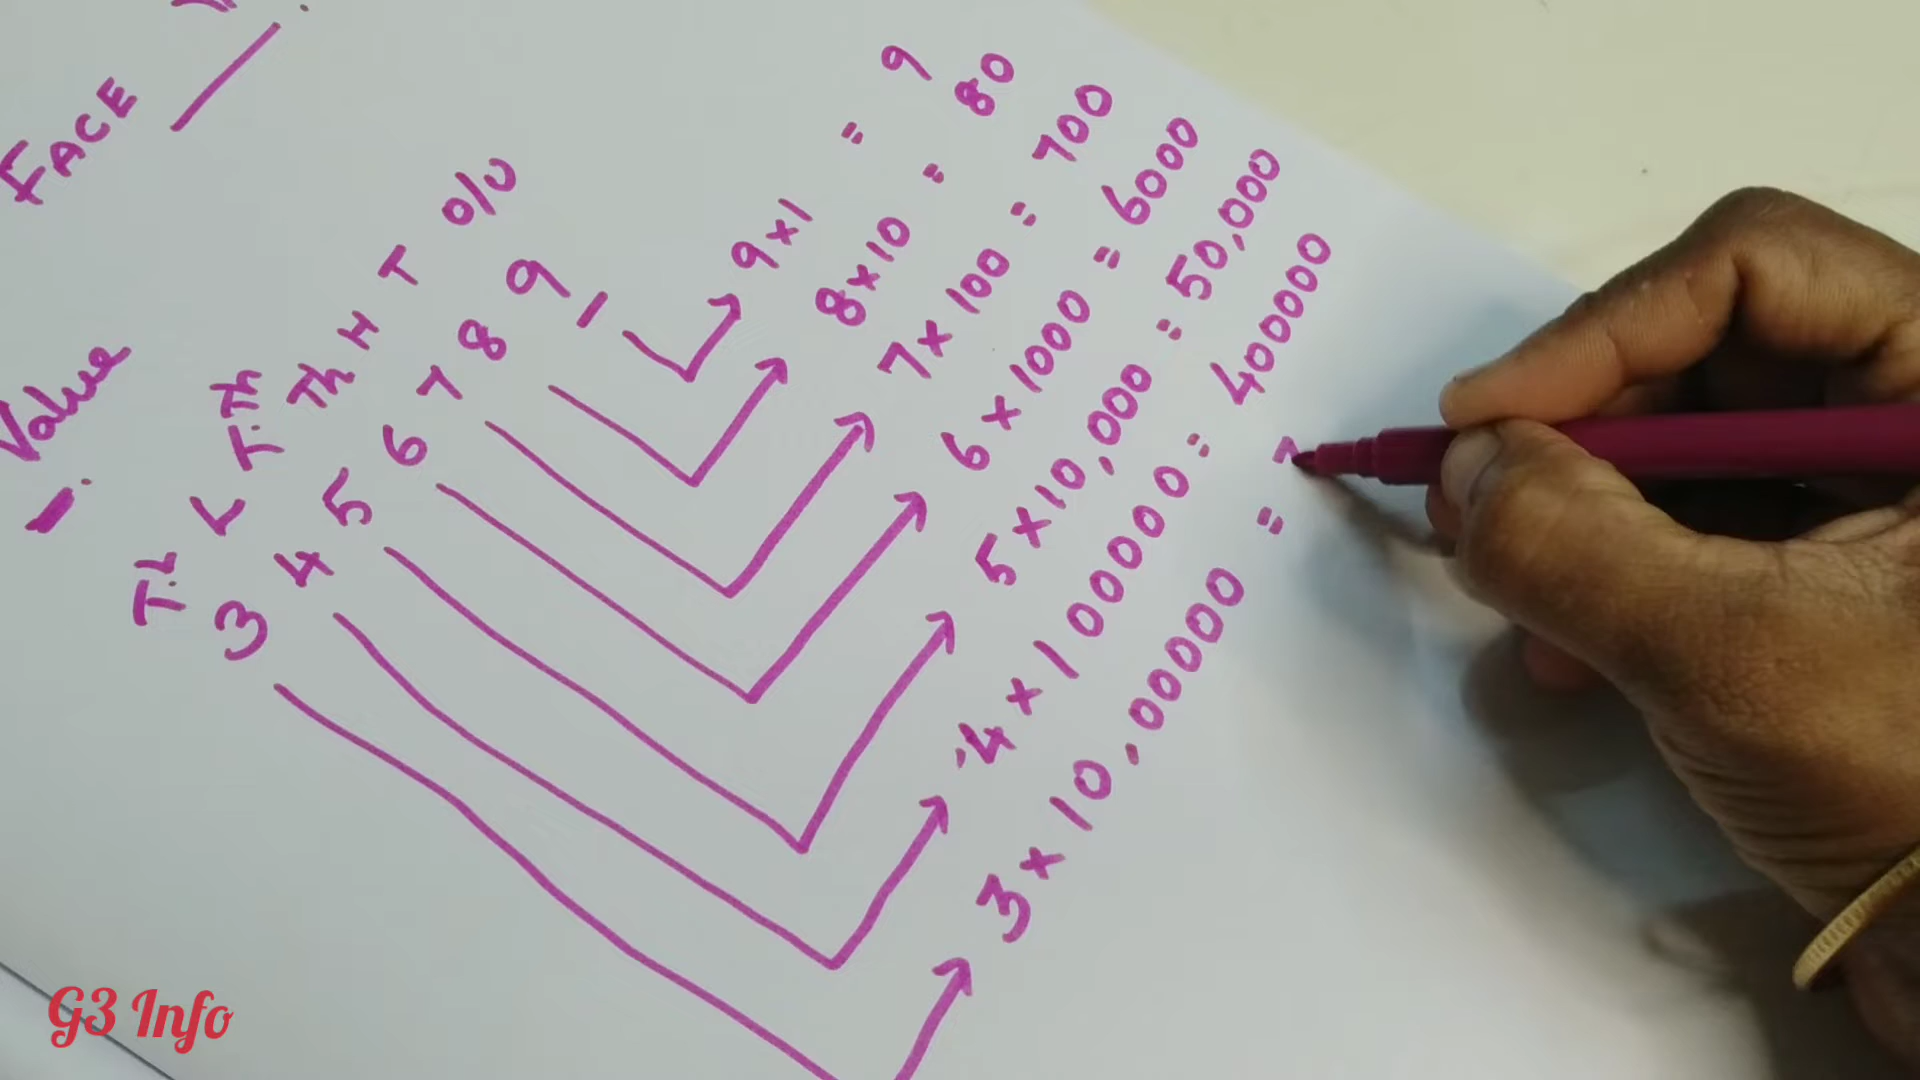 FACE
Value
T.L L T.Th Th H T O/U
3 4 5 6 7 8 9
9 x 1 = 9
8 x 10 = 80
7 x 100 = 700
6 x 1000 = 6000
5 x 10,000 = 50,000
4 x 100000 = 400000
3 x 10,00000 =
G3 Info